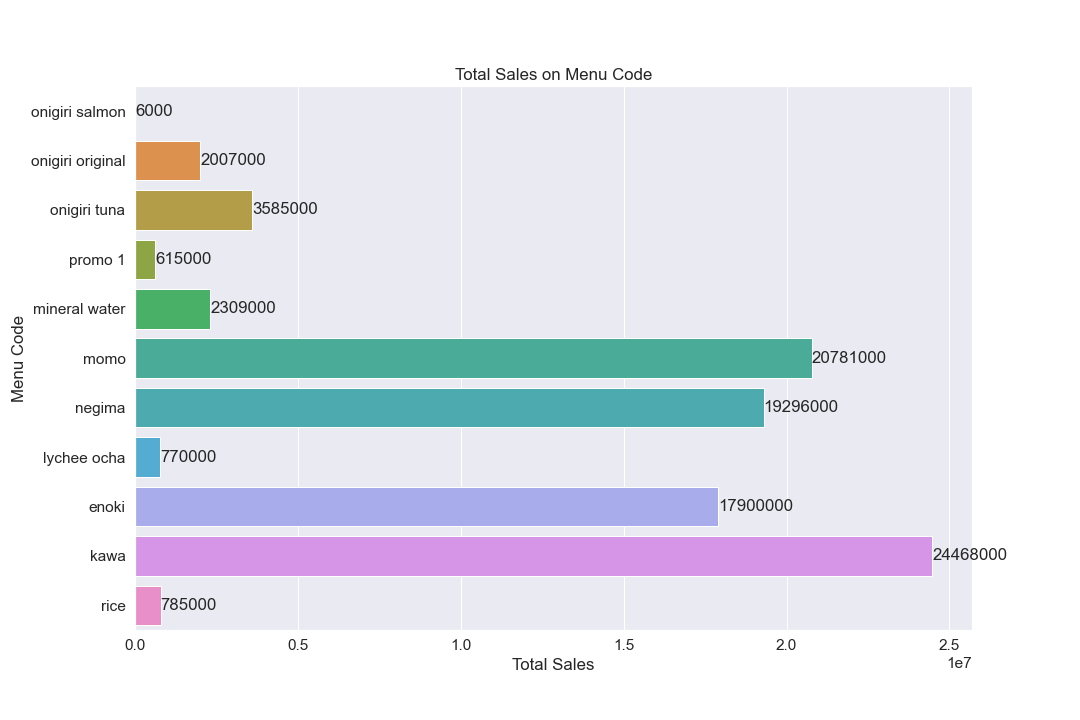 Total Sales on Menu Code
onigiri salmon 6000
onigiri original 2007000
onigiri tuna 3585000
promo 1 615000
mineral water 2309000
momo 20781000
negima 19296000
lychee ocha 770000
enoki 17900000
kawa 24468000
rice 785000
Menu Code
0.0 0.5 1.0 1.5 2.0 2.5
1e7
Total Sales